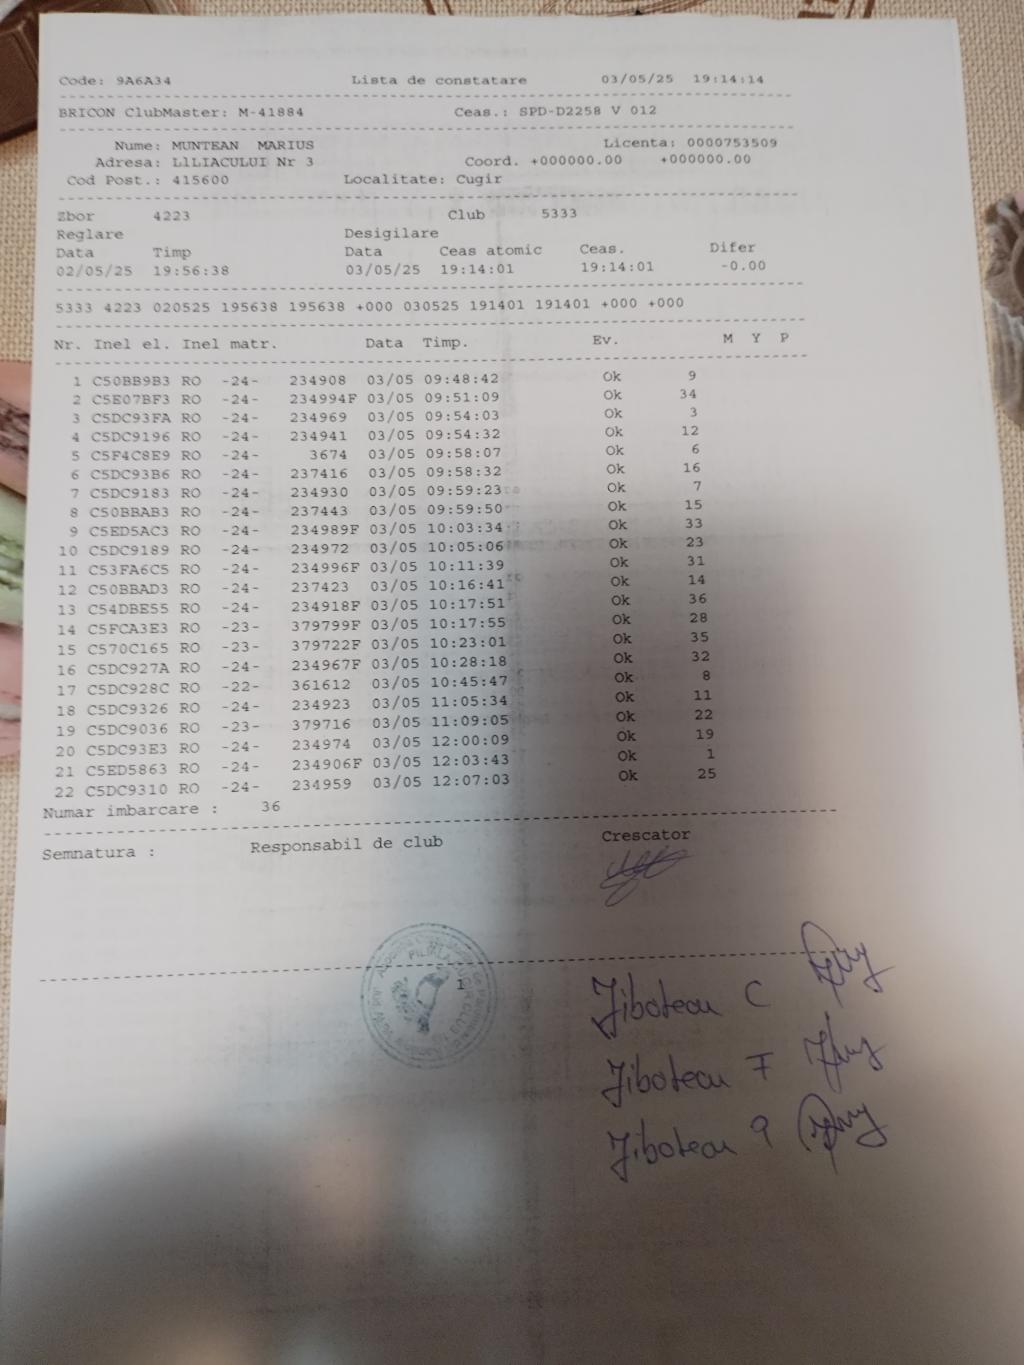 Code: 9A6A34 Lista de constatare 03/05/25 19:14:14
BRICON ClubMaster: M-41884 Ceas.: SPD-D2258 V 012
Nume: MUNTEAN MARIUS Licenta: 0000753509
Adresa: LlLIACULUI Nr 3 Coord. +000000.00 +000000.00
Cod Post.: 415600 Localitate: Cugir
Zbor 4223 Club 5333
Reglare Desigilare
Data Timp Data Ceas atomic Ceas. Difer
02/05/25 19:56:38 03/05/25 19:14:01 19:14:01 -0.00
5333 4223 020525 195638 195638 +000 030525 191401 191401 +000 +000
Nr. Inel el. Inel matr. Data Timp. Ev. M Y P
1 C50BB9B3 RO -24- 234908 03/05 09:48:42 Ok 9
2 C5E07BF3 RO -24- 234994F 03/05 09:51:09 Ok 34
3 C5DC93FA RO -24- 234969 03/05 09:54:03 Ok 3
4 C5DC9196 RO -24- 234941 03/05 09:54:32 Ok 12
5 C5F4C8E9 RO -24- 3674 03/05 09:58:07 Ok 6
6 C5DC93B6 RO -24- 237416 03/05 09:58:32 Ok 16
7 C5DC9183 RO -24- 234930 03/05 09:59:23 Ok 7
8 C50BBAB3 RO -24- 237443 03/05 09:59:50 Ok 15
9 C5ED5AC3 RO -24- 234989F 03/05 10:03:34 Ok 33
10 C5DC9189 RO -24- 234972 03/05 10:05:06 Ok 23
11 C53FA6C5 RO -24- 234996F 03/05 10:11:39 Ok 31
12 C50BBAD3 RO -24- 237423 03/05 10:16:41 Ok 14
13 C54DBE55 RO -24- 234918F 03/05 10:17:51 Ok 36
14 C5FCA3E3 RO -23- 379799F 03/05 10:17:55 Ok 28
15 C570C165 RO -23- 379722F 03/05 10:23:01 Ok 35
16 C5DC927A RO -24- 234967F 03/05 10:28:18 Ok 32
17 C5DC928C RO -22- 361612 03/05 10:45:47 Ok 8
18 C5DC9326 RO -24- 234923 03/05 11:05:34 Ok 11
19 C5DC9036 RO -23- 379716 03/05 11:09:05 Ok 22
20 C5DC93E3 RO -24- 234974 03/05 12:00:09 Ok 19
21 C5ED5863 RO -24- 234906F 03/05 12:03:43 Ok 1
22 C5DC9310 RO -24- 234959 03/05 12:07:03 Ok 25
Numar imbarcare : 36
Semnatura : Responsabil de club Crescator
1
Jibotean C
Jibotean F
Jibotean